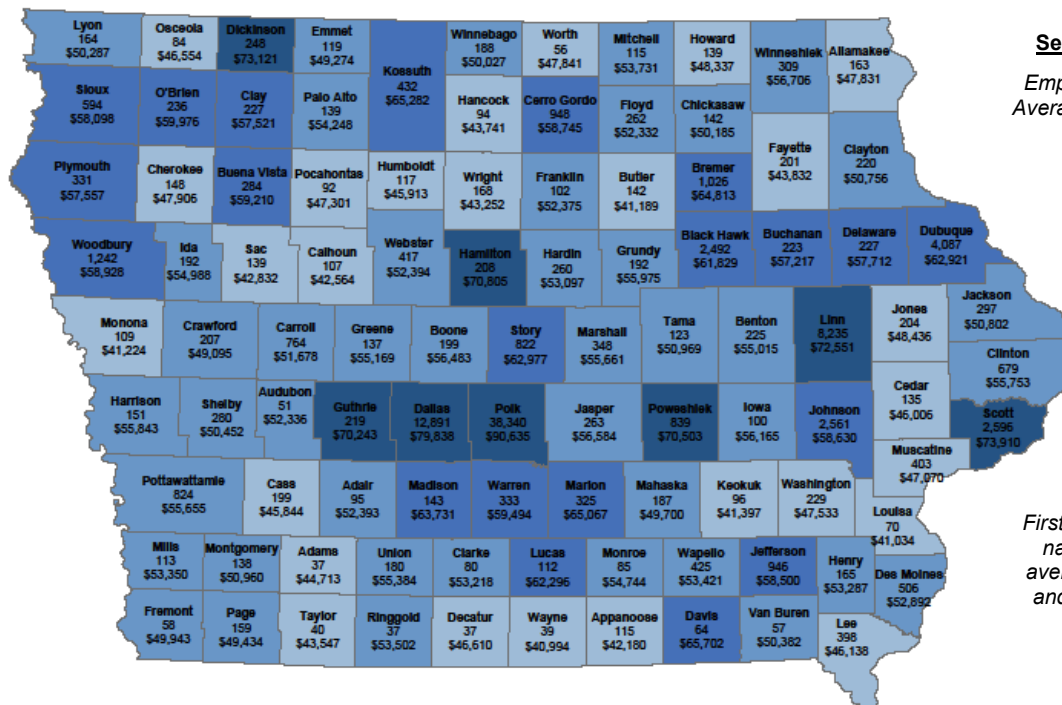 Lyon
164
$50,287
Osceola
84
$46,554
Dickinson
248
$73,121
Emmet
119
$49,274
Kossuth
432
$65,282
Winnebago
188
$50,027
Worth
56
$47,841
Mitchell
115
$53,731
Howard
139
$48,337
Winneshiek
309
$56,706
Allamakee
163
$47,831
Sioux
594
$58,098
O'Brien
236
$59,976
Clay
227
$57,521
Palo Alto
139
$54,248
Hancock
94
$43,741
Cerro Gordo
948
$58,745
Floyd
262
$52,332
Chickasaw
142
$50,185
Fayette
201
$43,832
Clayton
220
$50,756
Plymouth
331
$57,557
Cherokee
148
$47,906
Buena Vista
284
$59,210
Pocahontas
92
$47,301
Humboldt
117
$45,913
Wright
168
$43,252
Franklin
102
$52,375
Butler
142
$41,189
Bremer
1,026
$64,813
Woodbury
1,242
$58,928
Ida
192
$54,988
Sac
139
$42,832
Calhoun
107
$42,564
Webster
417
$52,394
Hamilton
208
$70,805
Hardin
260
$53,097
Grundy
192
$55,975
Black Hawk
2,492
$61,829
Buchanan
223
$57,217
Delaware
227
$57,712
Dubuque
4,087
$62,921
Monona
109
$41,224
Crawford
207
$49,095
Carroll
764
$51,678
Greene
137
$55,169
Boone
199
$56,483
Story
822
$62,977
Marshall
348
$55,661
Tama
123
$50,969
Benton
225
$55,015
Linn
8,235
$72,551
Jones
204
$48,436
Jackson
297
$50,802
Clinton
679
$55,753
Cedar
135
$46,006
Harrison
151
$55,843
Shelby
280
$50,452
Audubon
51
$52,336
Guthrie
219
$70,243
Dallas
12,891
$79,838
Polk
38,340
$90,635
Jasper
263
$56,584
Poweshiek
839
$70,503
Iowa
100
$56,165
Johnson
2,561
$58,630
Scott
2,596
$73,910
Muscatine
403
$47,070
Pottawattamie
824
$55,655
Cass
199
$45,844
Adair
95
$52,393
Madison
143
$63,731
Warren
333
$59,494
Marion
325
$65,067
Mahaska
187
$49,700
Keokuk
96
$41,397
Washington
229
$47,533
Louisa
70
$41,034
Mills
113
$53,350
Montgomery
138
$50,960
Adams
37
$44,713
Union
180
$55,384
Clarke
80
$53,218
Lucas
112
$62,296
Monroe
85
$54,744
Wapello
425
$53,421
Jefferson
946
$58,500
Henry
165
$53,287
Des Moines
506
$52,892
Fremont
58
$49,943
Page
159
$49,434
Taylor
40
$43,547
Ringgold
37
$53,502
Decatur
37
$46,610
Wayne
39
$40,994
Appanoose
115
$42,180
Davis
64
$65,702
Van Buren
57
$50,382
Lee
398
$46,138
Se
Emp
Avera
First
na
aver
and